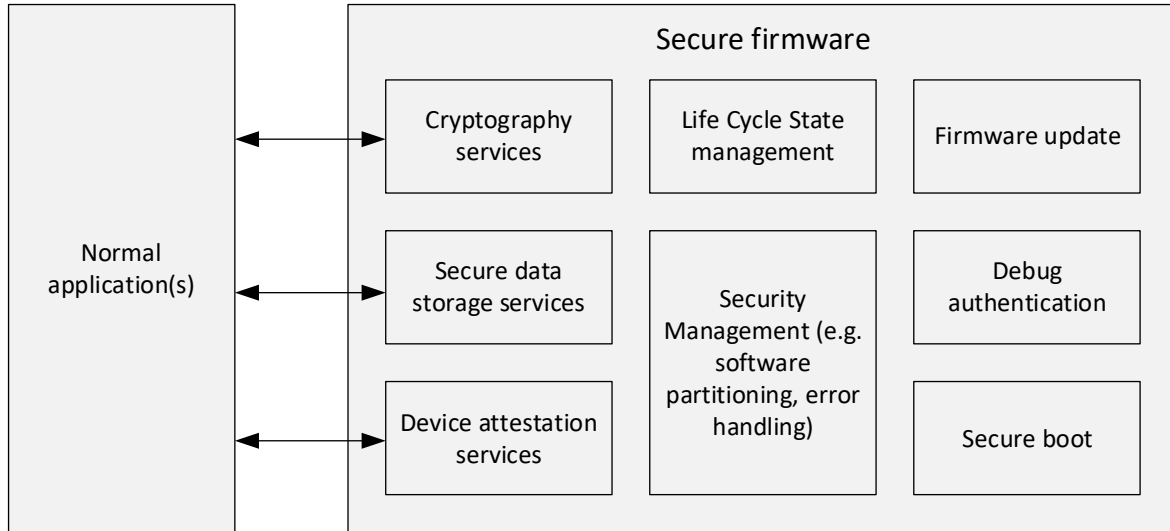 Secure firmware
Normal
application(s)
Cryptography
services
Life Cycle State
management
Firmware update
Secure data
storage services
Security
Management (e.g.
software
partitioning, error
handling)
Debug
authentication
Device attestation
services
Secure boot